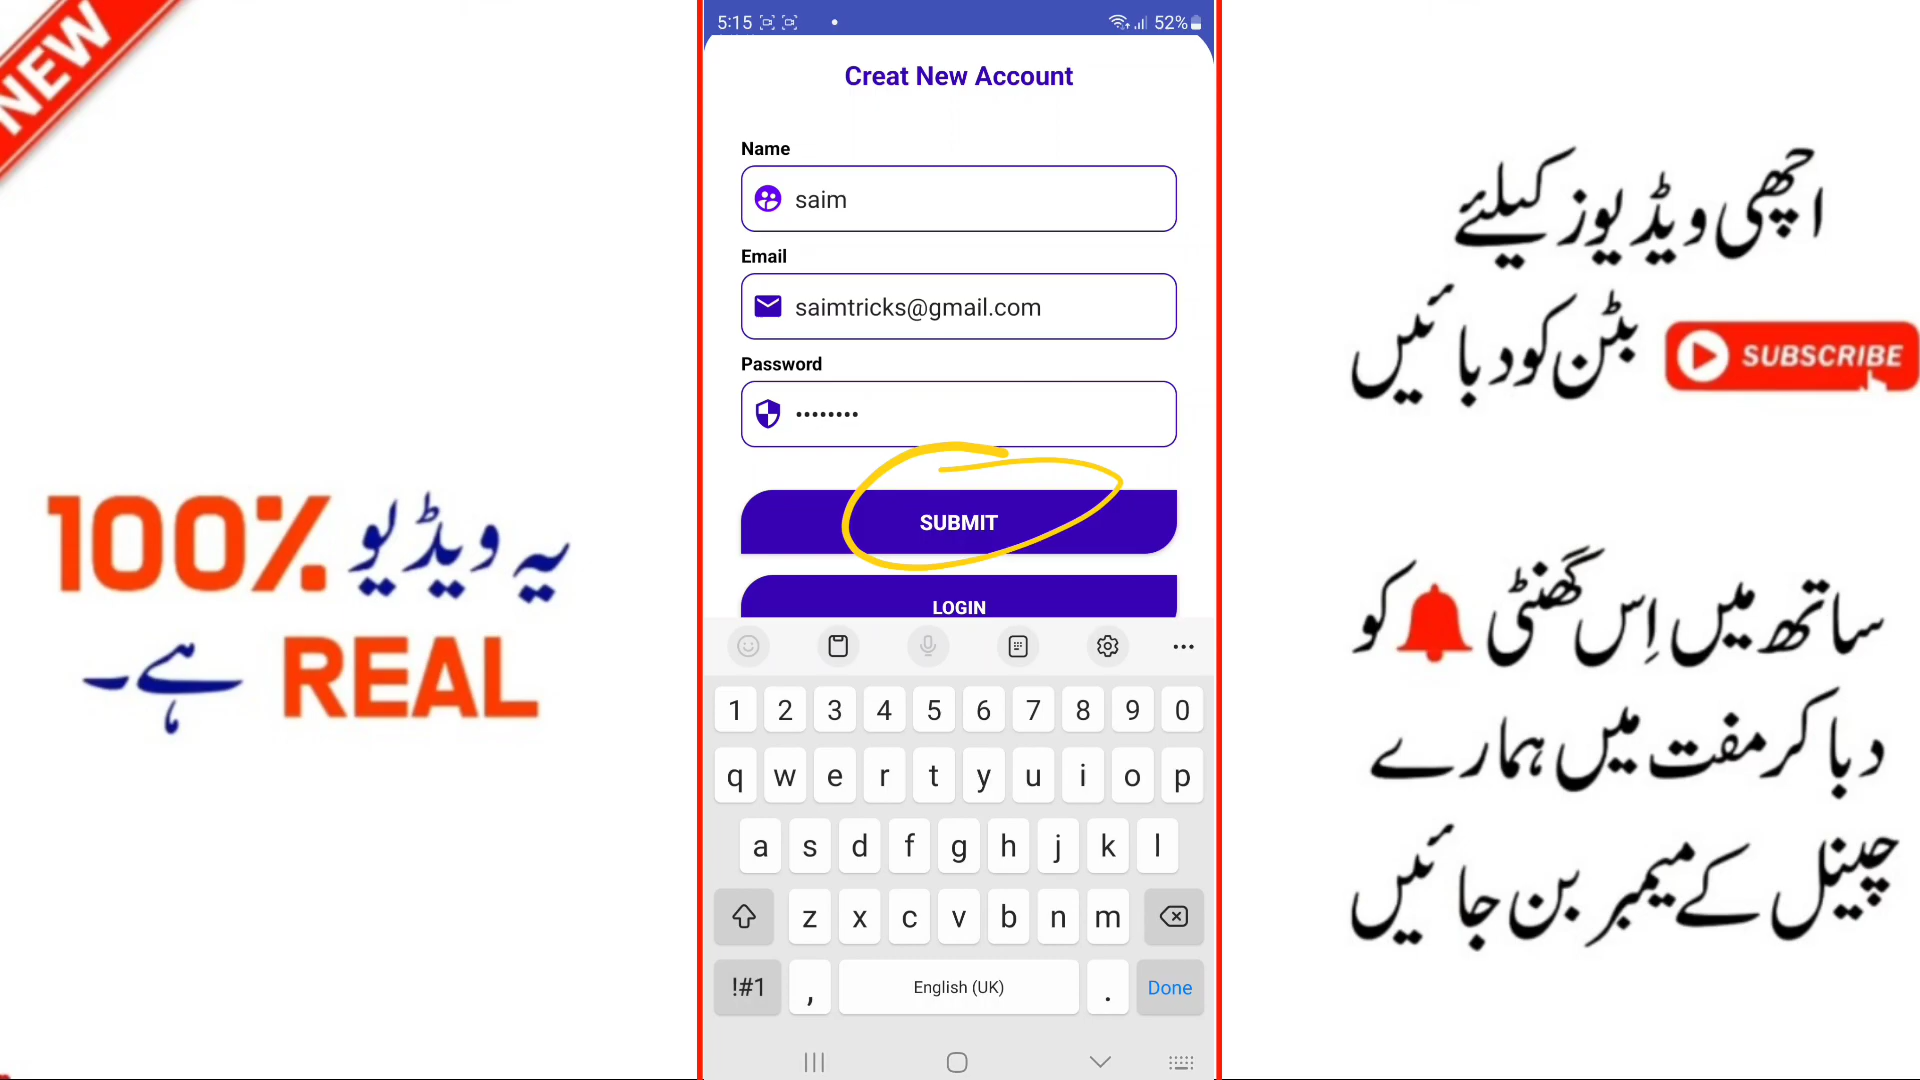 NEW
یہ ویڈیو 100%
REAL ہے۔
5:15
52%
Creat New Account
Name
saim
Email
saimtricks@gmail.com
Password
••••••••
SUBMIT
LOGIN
1 2 3 4 5 6 7 8 9 0
q w e r t y u i o p
a s d f g h j k l
z x c v b n m
!#1 , English (UK) . Done
اچھی ویڈیوز کیلئے
SUBSCRIBE بٹن کو دبائیں
ساتھ میں اِس گھنٹی کو
دبا کر مفت میں ہمارے
چینل کے میمبر بن جائیں